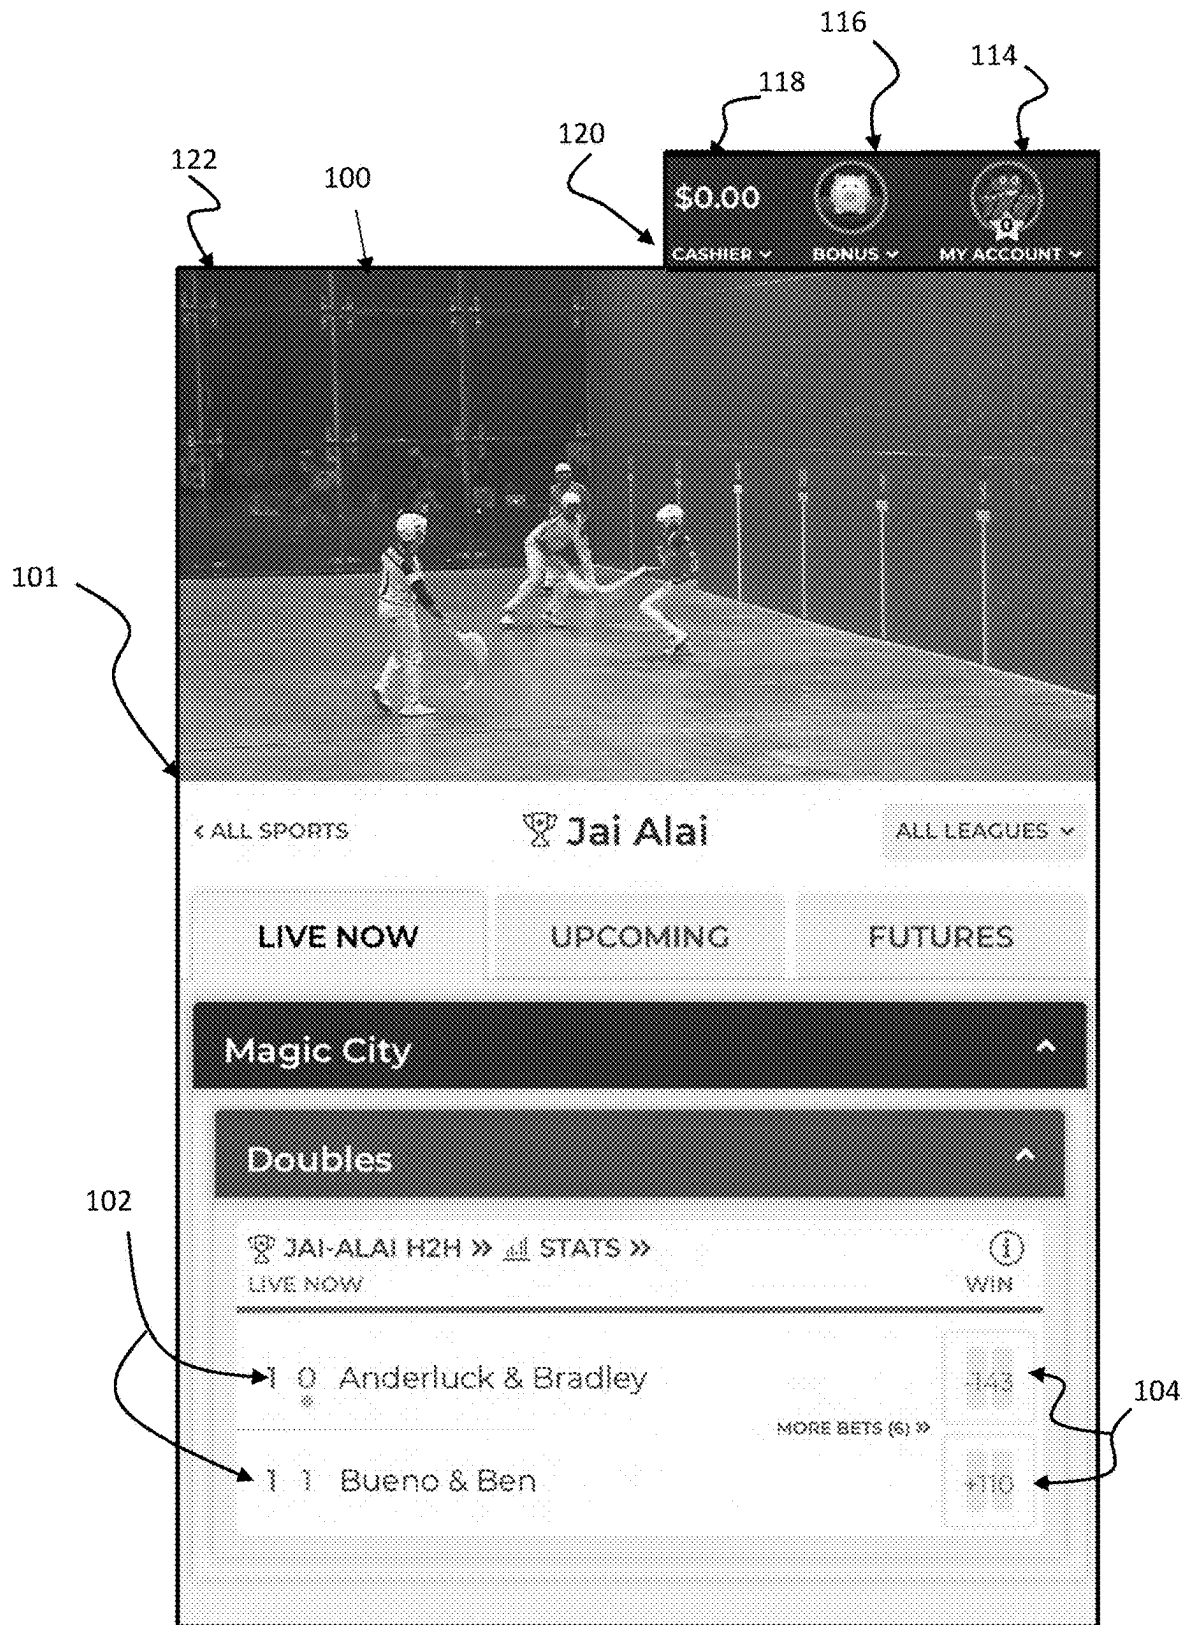 116
114
118
120
122
100
$0.00
CASHIER
BONUS
0
MY ACCOUNT
101
< ALL SPORTS
Jai Alai
ALL LEAGUES
LIVE NOW
UPCOMING
FUTURES
Magic City
Doubles
102
JAI-ALAI H2H >> STATS >>
i
LIVE NOW
WIN
1 0 Anderluck & Bradley
-143
104
MORE BETS (6) >>
1 1 Bueno & Ben
+110